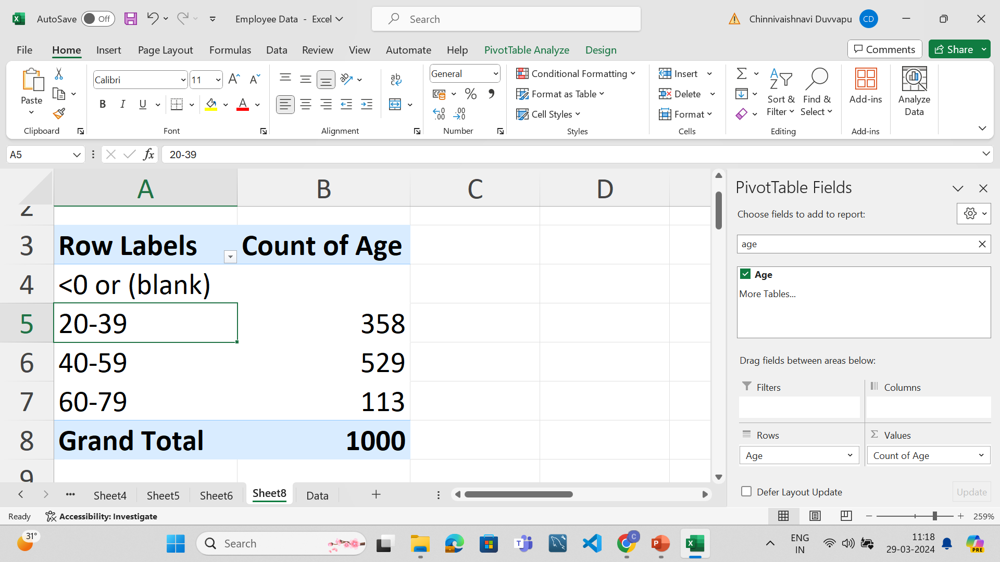 AutoSave Off Employee Data - Excel Search Chinnivaishnavi Duvvapu CD
File Home Insert Page Layout Formulas Data Review View Automate Help PivotTable Analyze Design Comments Share
Paste Calibri 11 General Conditional Formatting Insert Sort & Filter Find & Select Add-ins Analyze Data
B I U Format as Table Delete
Cell Styles Format
Clipboard Font Alignment Number Styles Cells Editing Add-ins
A5 fx 20-39
A B C D
2
3 Row Labels Count of Age
4 <0 or (blank)
5 20-39 358
6 40-59 529
7 60-79 113
8 Grand Total 1000
9
PivotTable Fields
Choose fields to add to report:
age
Age
More Tables...
Drag fields between areas below:
Filters Columns
Rows Σ Values
Age Count of Age
Defer Layout Update Update
Sheet4 Sheet5 Sheet6 Sheet8 Data
Ready Accessibility: Investigate 259%
31° Search ENG IN 11:18 29-03-2024 PRE